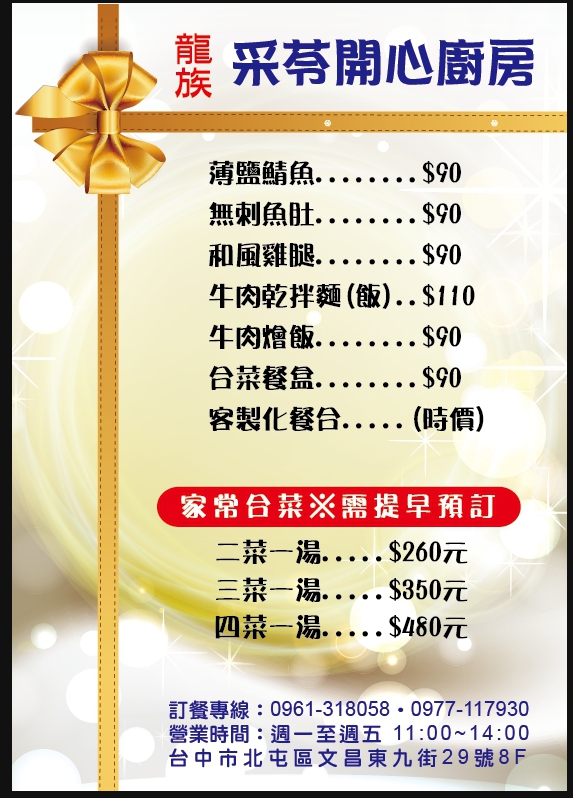 龍族 采芩開心廚房
薄鹽鯖魚........$90
無刺魚肚........$90
和風雞腿........$90
牛肉乾拌麵(飯)..$110
牛肉燴飯........$90
合菜餐盒........$90
客製化餐合.....(時價)
家常合菜※需提早預訂
二菜一湯.....$260元
三菜一湯.....$350元
四菜一湯.....$480元
訂餐專線：0961-318058・0977-117930
營業時間：週一至週五 11:00~14:00
台中市北屯區文昌東九街29號8F